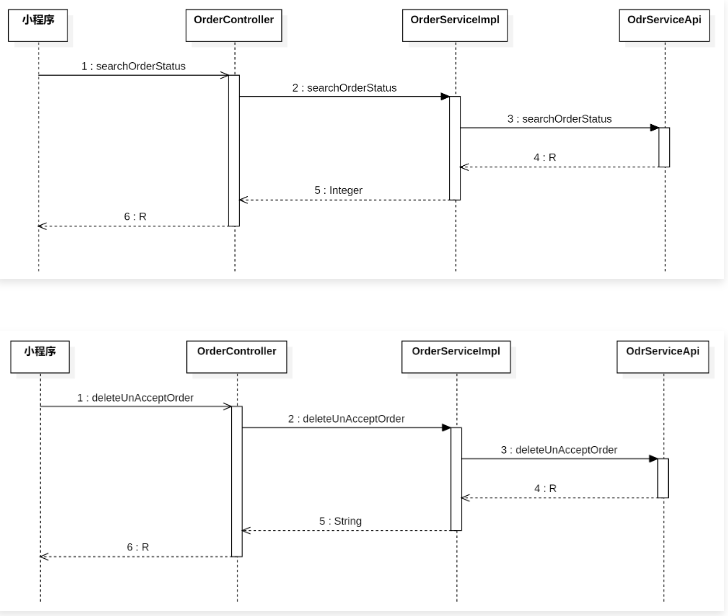 小程序 OrderController OrderServiceImpl OdrServiceApi
1 : searchOrderStatus
2 : searchOrderStatus
3 : searchOrderStatus
4 : R
5 : Integer
6 : R
小程序 OrderController OrderServiceImpl OdrServiceApi
1 : deleteUnAcceptOrder
2 : deleteUnAcceptOrder
3 : deleteUnAcceptOrder
4 : R
5 : String
6 : R